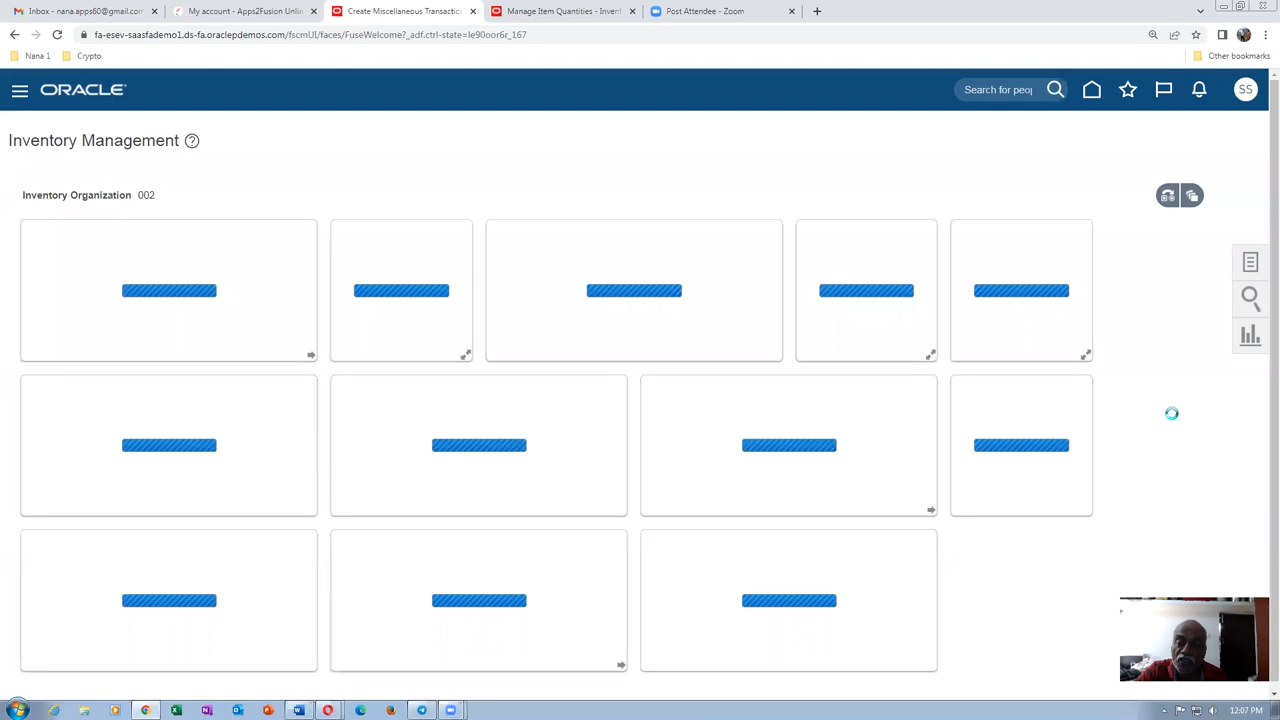 Inbox - nana.apps60@gmail.com
My account - Apps2Fusion Unlim
Create Miscellaneous Transactio
Manage Item Quantities - Invent
Post Attendee - Zoom
fa-esev-saasfademo1.ds-fa.oraclepdemos.com/fscmUI/faces/FuseWelcome?_adf.ctrl-state=le90oor6r_167
Nana 1
Crypto
Other bookmarks
ORACLE
Search for peop
SS
Inventory Management
Inventory Organization 002
12:07 PM